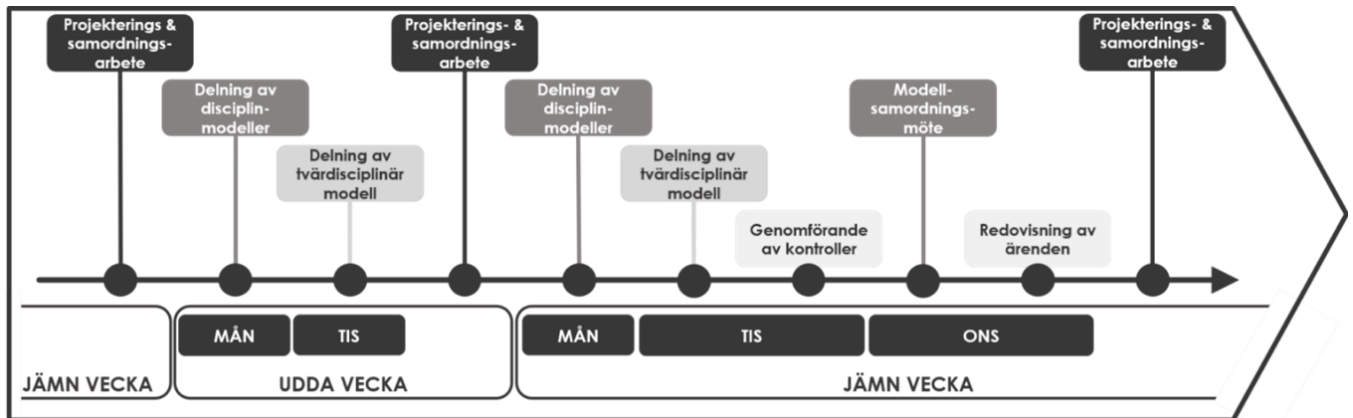 Projekterings &
samordnings-
arbete
Delning av
disciplin-
modeller
Delning av
tvärdisciplinär
modell
Projekterings- &
samordnings-
arbete
Delning av
disciplin-
modeller
Delning av
tvärdisciplinär
modell
Genomförande
av kontroller
Modell-
samordnings-
möte
Redovisning av
ärenden
Projekterings- &
samordnings-
arbete
MÅN
TIS
MÅN
TIS
ONS
JÄMN VECKA
UDDA VECKA
JÄMN VECKA